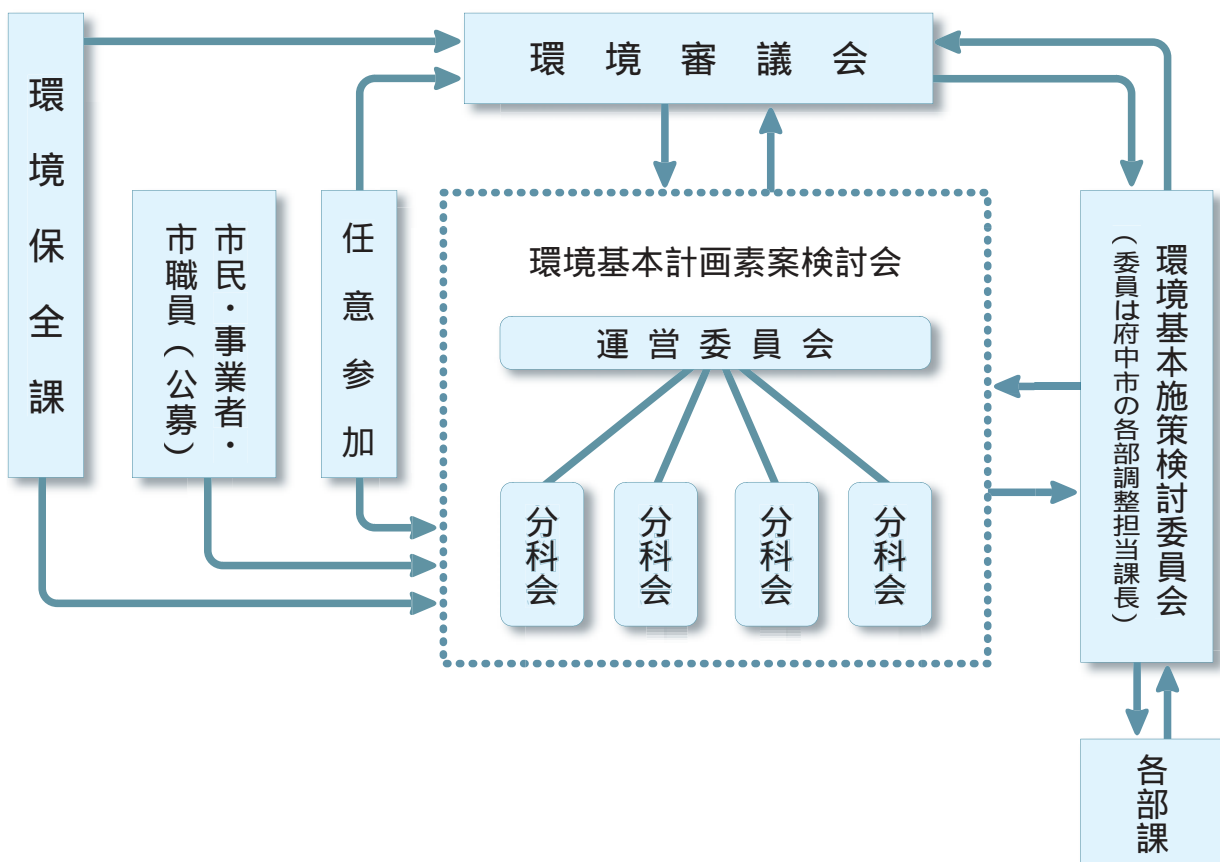 環境審議会
環境保全課
市民・事業者・
市職員（公募）
任意参加
環境基本計画素案検討会
運営委員会
分科会
分科会
分科会
分科会
環境基本施策検討委員会
（委員は府中市の各部調整担当課長）
各部課